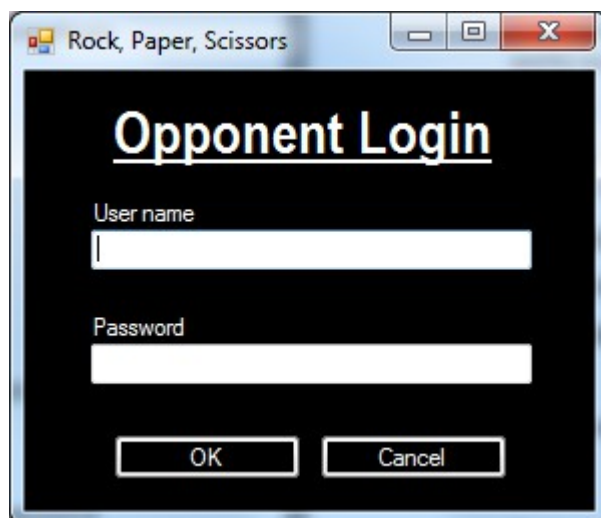 Rock, Paper, Scissors
Opponent Login
User name
Password
OK Cancel